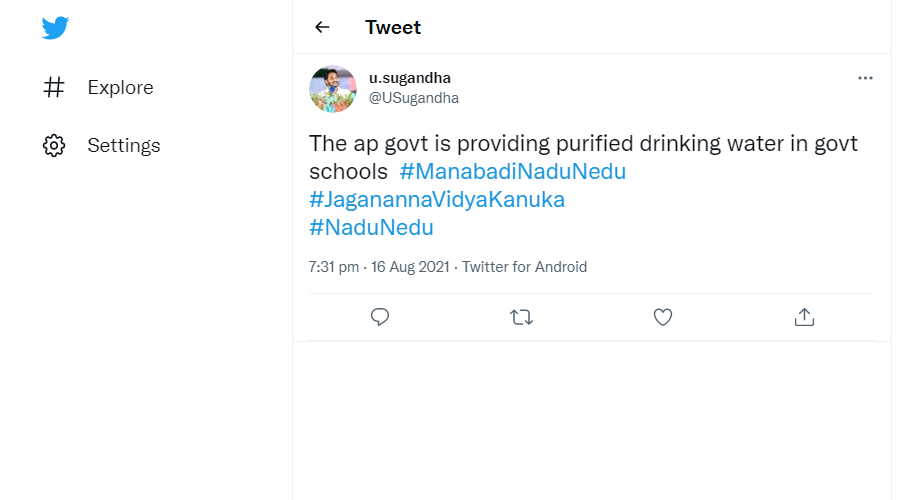 Tweet
Explore
Settings
u.sugandha
@USugandha
The ap govt is providing purified drinking water in govt
schools #ManabadiNaduNedu
#JaganannaVidyaKanuka
#NaduNedu
7:31 pm · 16 Aug 2021 · Twitter for Android